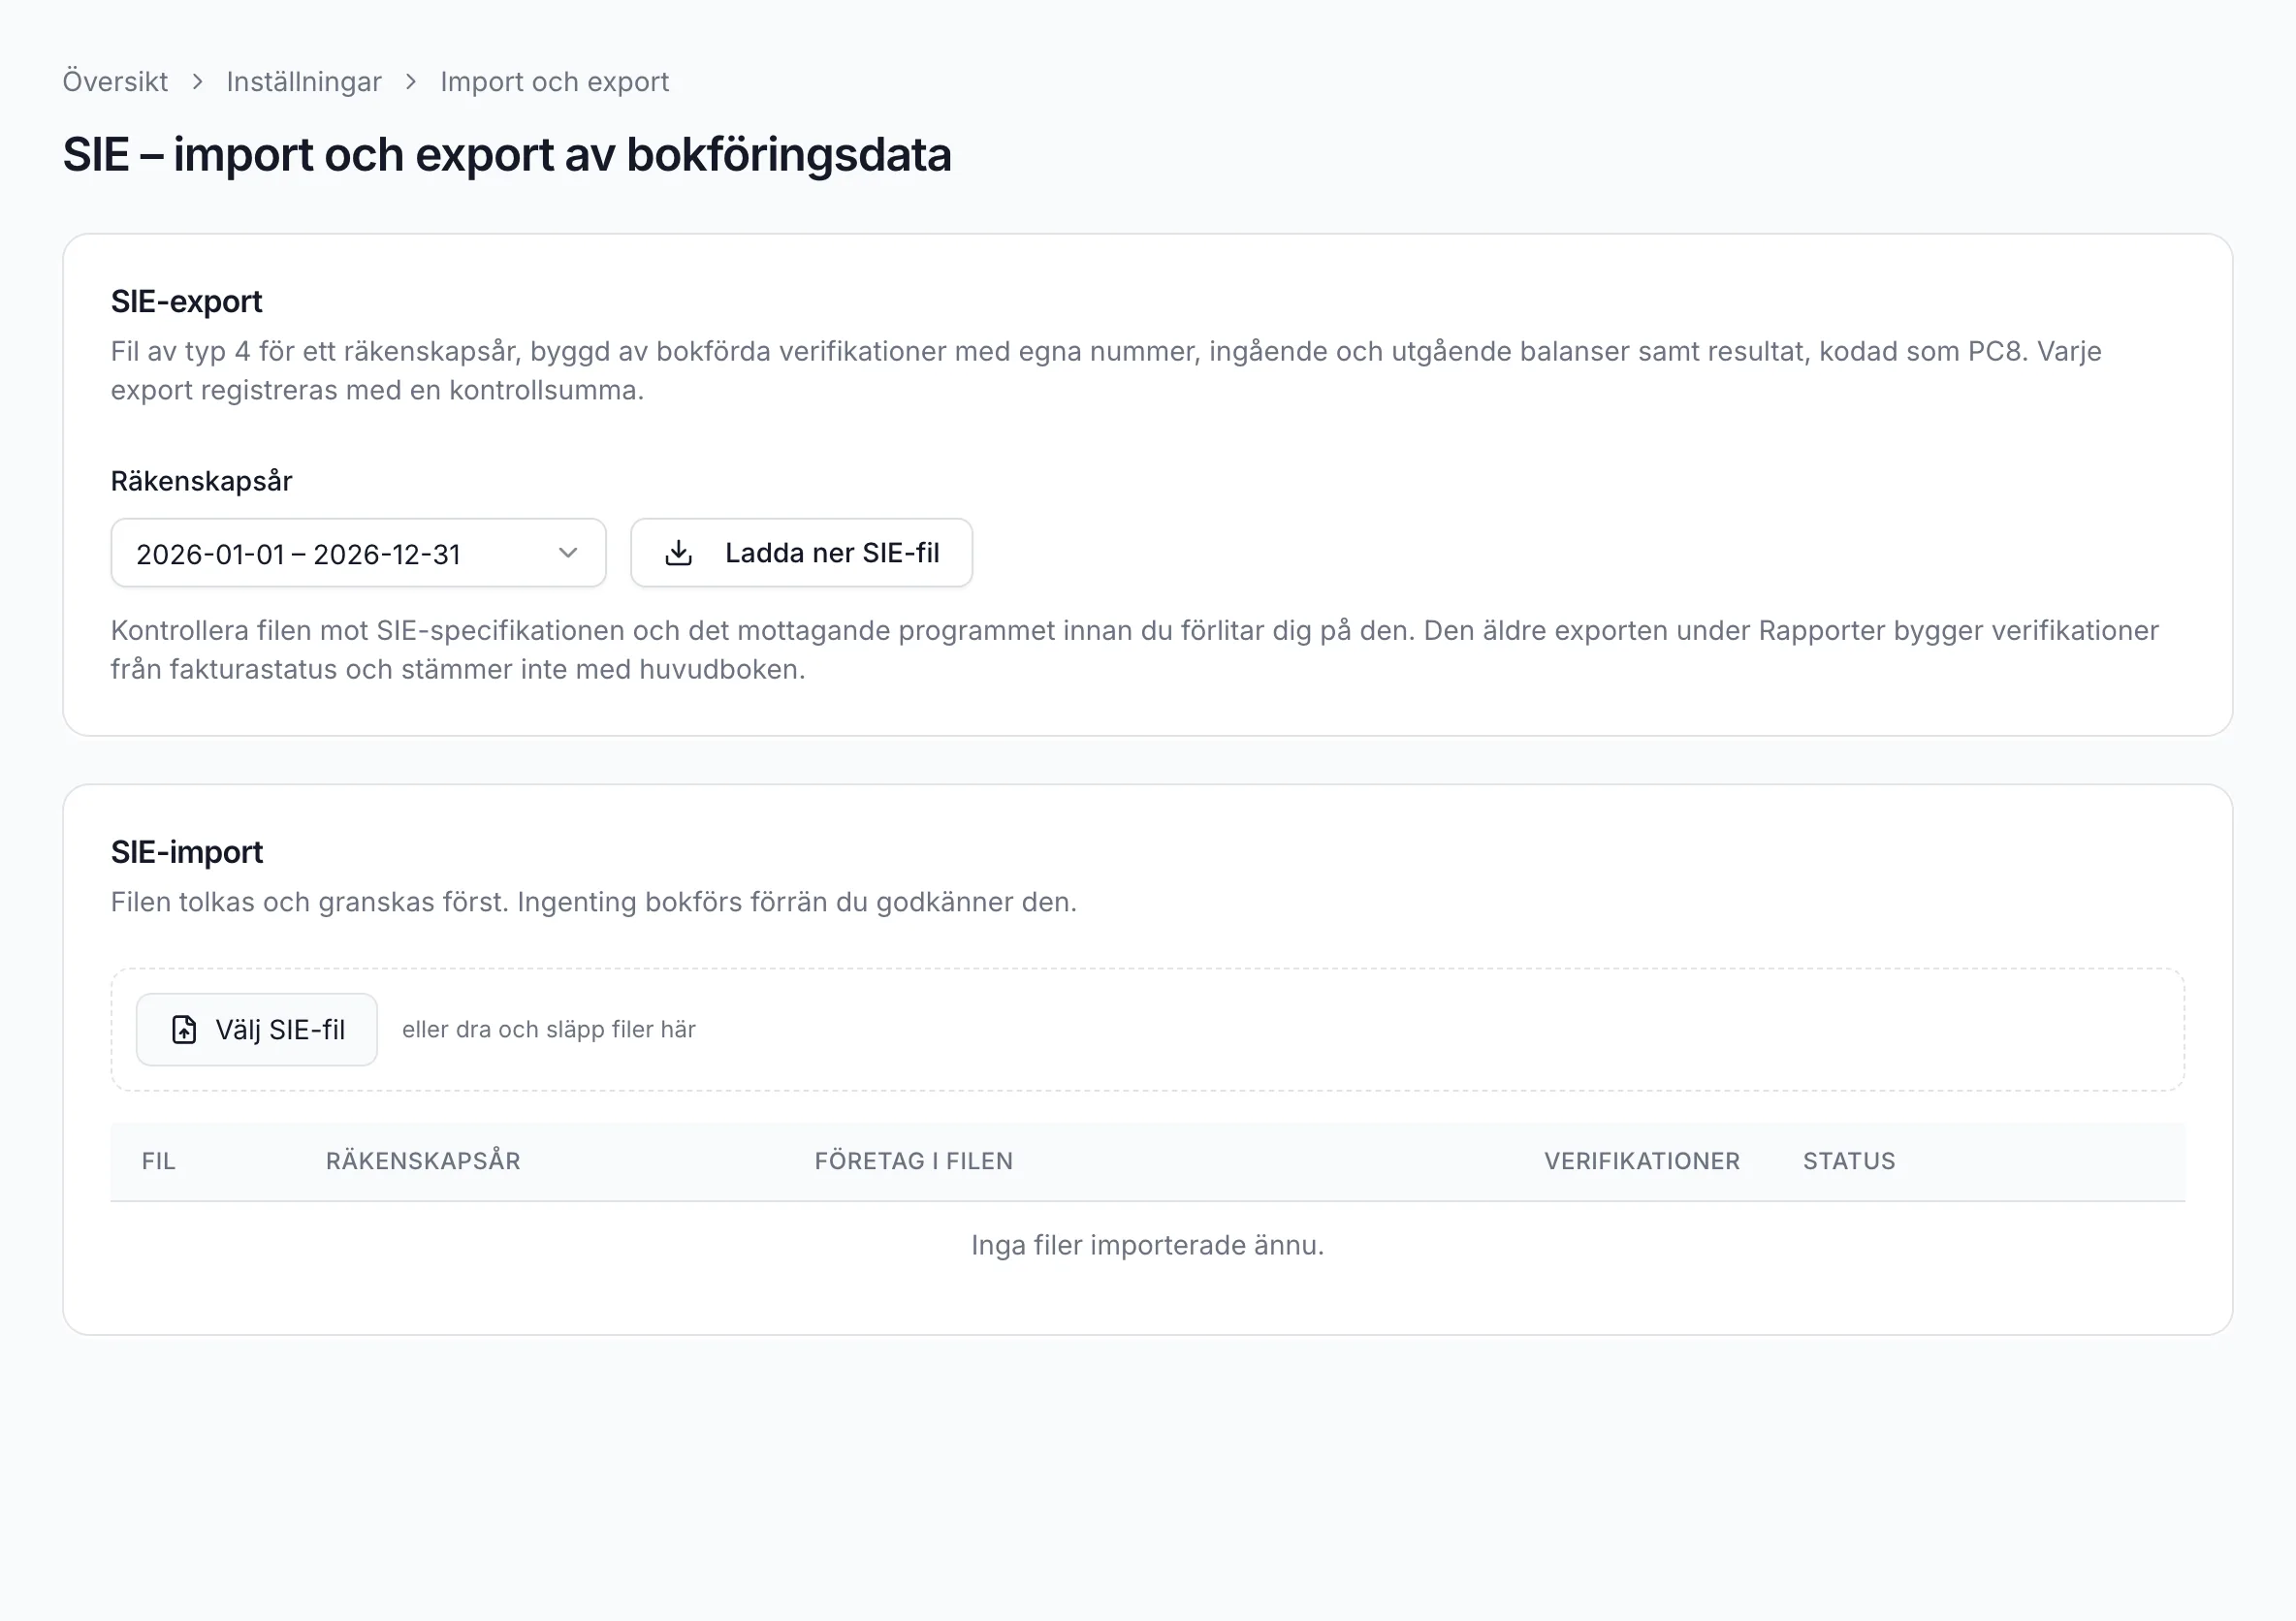 Översikt > Inställningar > Import och export
SIE – import och export av bokföringsdata
SIE-export
Fil av typ 4 för ett räkenskapsår, byggd av bokförda verifikationer med egna nummer, ingående och utgående balanser samt resultat, kodad som PC8. Varje
export registreras med en kontrollsumma.
Räkenskapsår
2026-01-01 – 2026-12-31
Ladda ner SIE-fil
Kontrollera filen mot SIE-specifikationen och det mottagande programmet innan du förlitar dig på den. Den äldre exporten under Rapporter bygger verifikationer
från fakturastatus och stämmer inte med huvudboken.
SIE-import
Filen tolkas och granskas först. Ingenting bokförs förrän du godkänner den.
Välj SIE-fil eller dra och släpp filer här
FIL RÄKENSKAPSÅR FÖRETAG I FILEN VERIFIKATIONER STATUS
Inga filer importerade ännu.